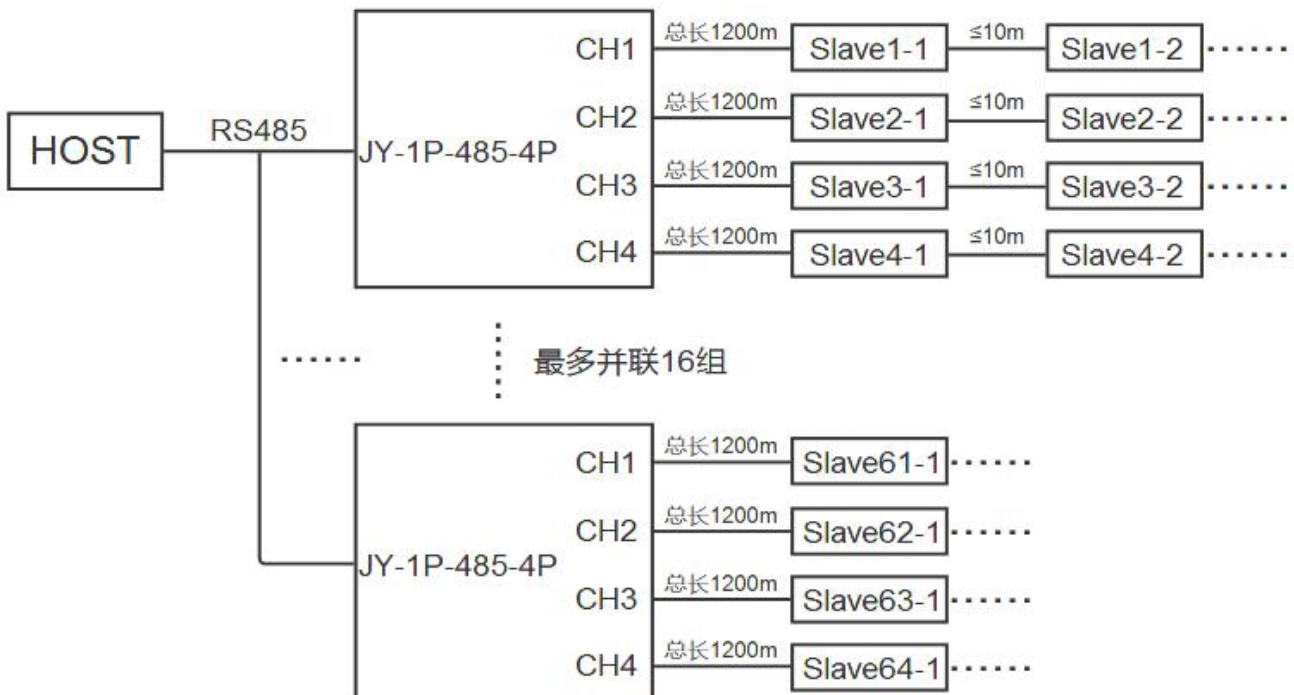 CH1 总长1200m Slave1-1 ≤10m Slave1-2 ······
CH2 总长1200m Slave2-1 ≤10m Slave2-2 ······
HOST RS485 JY-1P-485-4P
CH3 总长1200m Slave3-1 ≤10m Slave3-2 ······
CH4 总长1200m Slave4-1 ≤10m Slave4-2 ······
······ 最多并联16组
CH1 总长1200m Slave61-1 ······
CH2 总长1200m Slave62-1 ······
JY-1P-485-4P
CH3 总长1200m Slave63-1 ······
CH4 总长1200m Slave64-1 ······